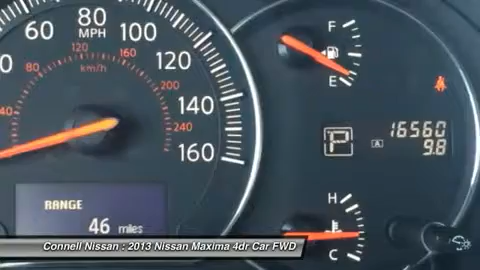 60 80 100 120 140 160
MPH
40 80 120 160 200 240
km/h
F
E
P
A 16560
9.8
H
C
RANGE
46 miles
Connell Nissan : 2013 Nissan Maxima 4dr Car FWD